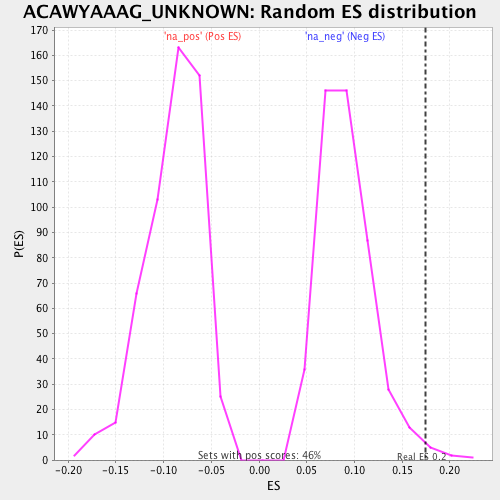 ACAWYAAAG_UNKNOWN: Random ES distribution
'na_pos' (Pos ES)
'na_neg' (Neg ES)
170
160
150
140
130
120
110
100
90
80
70
60
50
40
30
20
10
0
P(ES)
Sets with pos scores: 46%
Real ES 0.2
-0.20 -0.15 -0.10 -0.05 0.00 0.05 0.10 0.15 0.20
ES